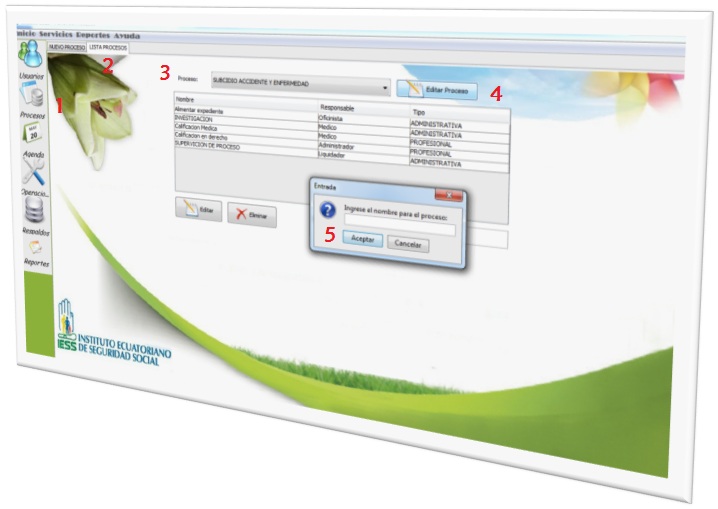 Inicio Servicios Reportes Ayuda
NUEVO PROCESO LISTA PROCESOS
2
Usuarios
1
Procesos
MAY
20
Agenda
Operacio...
Respaldos
Reportes
3
Proceso: SUBCIDIO ACCIDENTE Y ENFERMEDAD
Editar Proceso
4
Nombre Responsable Tipo
Alimentar expediente Oficinista ADMINISTRATIVA
INVESTIGACION Medico PROFESIONAL
Calificacion Medica Medico PROFESIONAL
Calificacion en derecho Administrador ADMINISTRATIVA
SUPERVICION DE PROCESO Liquidador ADMINISTRATIVA
Editar Eliminar
Entrada
Ingrese el nombre para el proceso:
5
Aceptar Cancelar
IESS INSTITUTO ECUATORIANO
DE SEGURIDAD SOCIAL